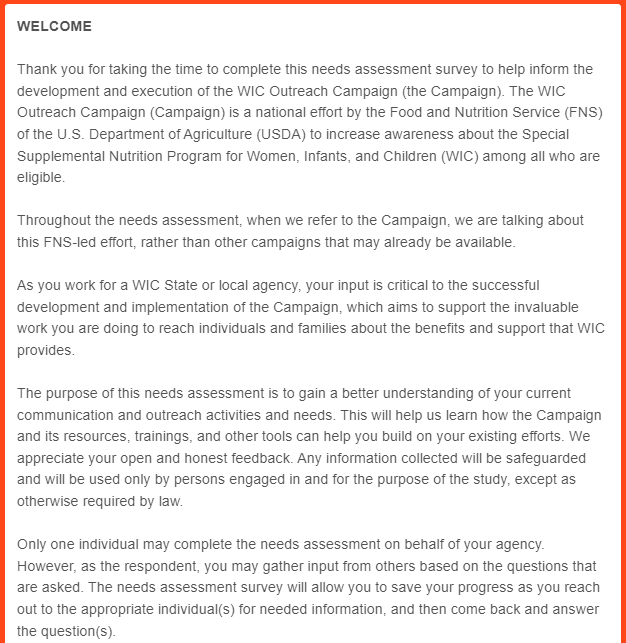 WELCOME
Thank you for taking the time to complete this needs assessment survey to help inform the
development and execution of the WIC Outreach Campaign (the Campaign). The WIC
Outreach Campaign (Campaign) is a national effort by the Food and Nutrition Service (FNS)
of the U.S. Department of Agriculture (USDA) to increase awareness about the Special
Supplemental Nutrition Program for Women, Infants, and Children (WIC) among all who are
eligible.
Throughout the needs assessment, when we refer to the Campaign, we are talking about
this FNS-led effort, rather than other campaigns that may already be available.
As you work for a WIC State or local agency, your input is critical to the successful
development and implementation of the Campaign, which aims to support the invaluable
work you are doing to reach individuals and families about the benefits and support that WIC
provides.
The purpose of this needs assessment is to gain a better understanding of your current
communication and outreach activities and needs. This will help us learn how the Campaign
and its resources, trainings, and other tools can help you build on your existing efforts. We
appreciate your open and honest feedback. Any information collected will be safeguarded
and will be used only by persons engaged in and for the purpose of the study, except as
otherwise required by law.
Only one individual may complete the needs assessment on behalf of your agency.
However, as the respondent, you may gather input from others based on the questions that
are asked. The needs assessment survey will allow you to save your progress as you reach
out to the appropriate individual(s) for needed information, and then come back and answer
the question(s).